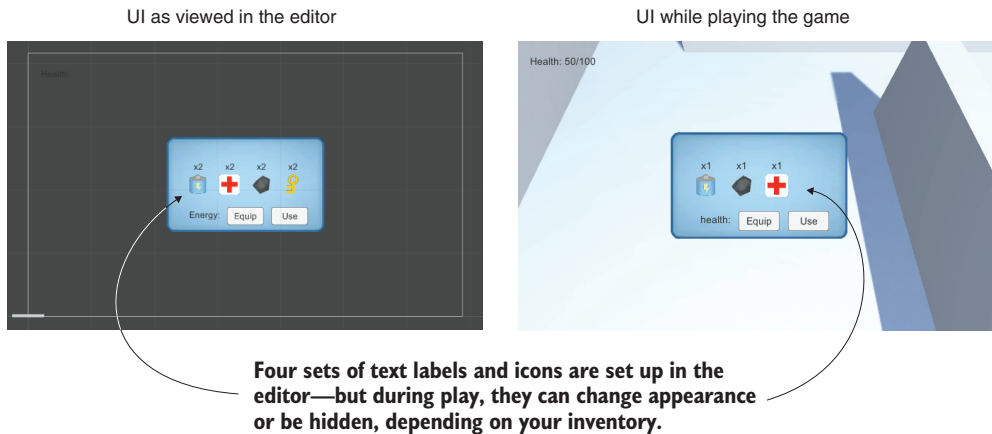 UI as viewed in the editor
UI while playing the game
Health:
Health: 50/100
x2 x2 x2 x2
Energy: Equip Use
x1 x1 x1
health: Equip Use
Four sets of text labels and icons are set up in the
editor—but during play, they can change appearance
or be hidden, depending on your inventory.